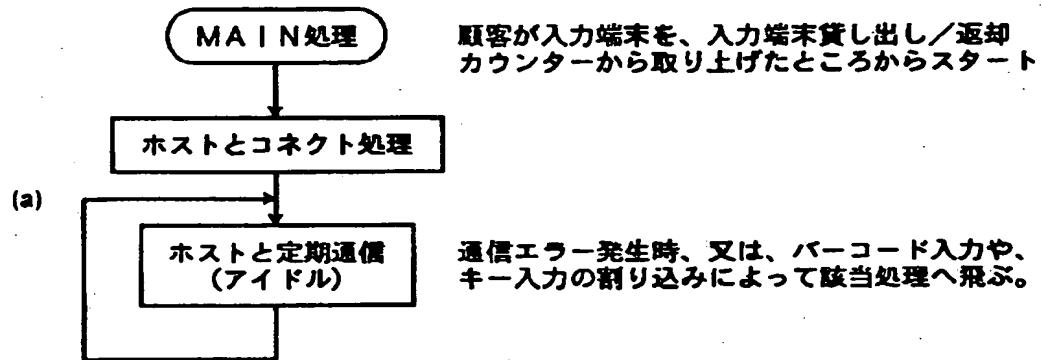 MAIN処理
顧客が入力端末を、入力端末貸し出し／返却
カウンターから取り上げたところからスタート
ホストとコネクト処理
(a)
ホストと定期通信
(アイドル)
通信エラー発生時、又は、バーコード入力や、
キー入力の割り込みによって該当処理へ飛ぶ。